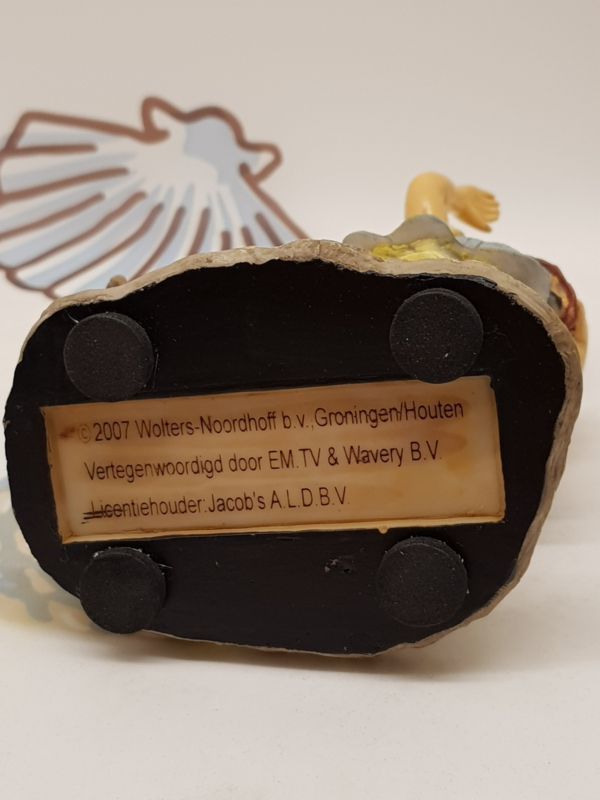 © 2007 Wolters-Noordhoff b.v., Groningen/Houten
Vertegenwoordigd door EM.TV & Wavery B.V.
Licentiehouder: Jacob's A.L.D.B.V.